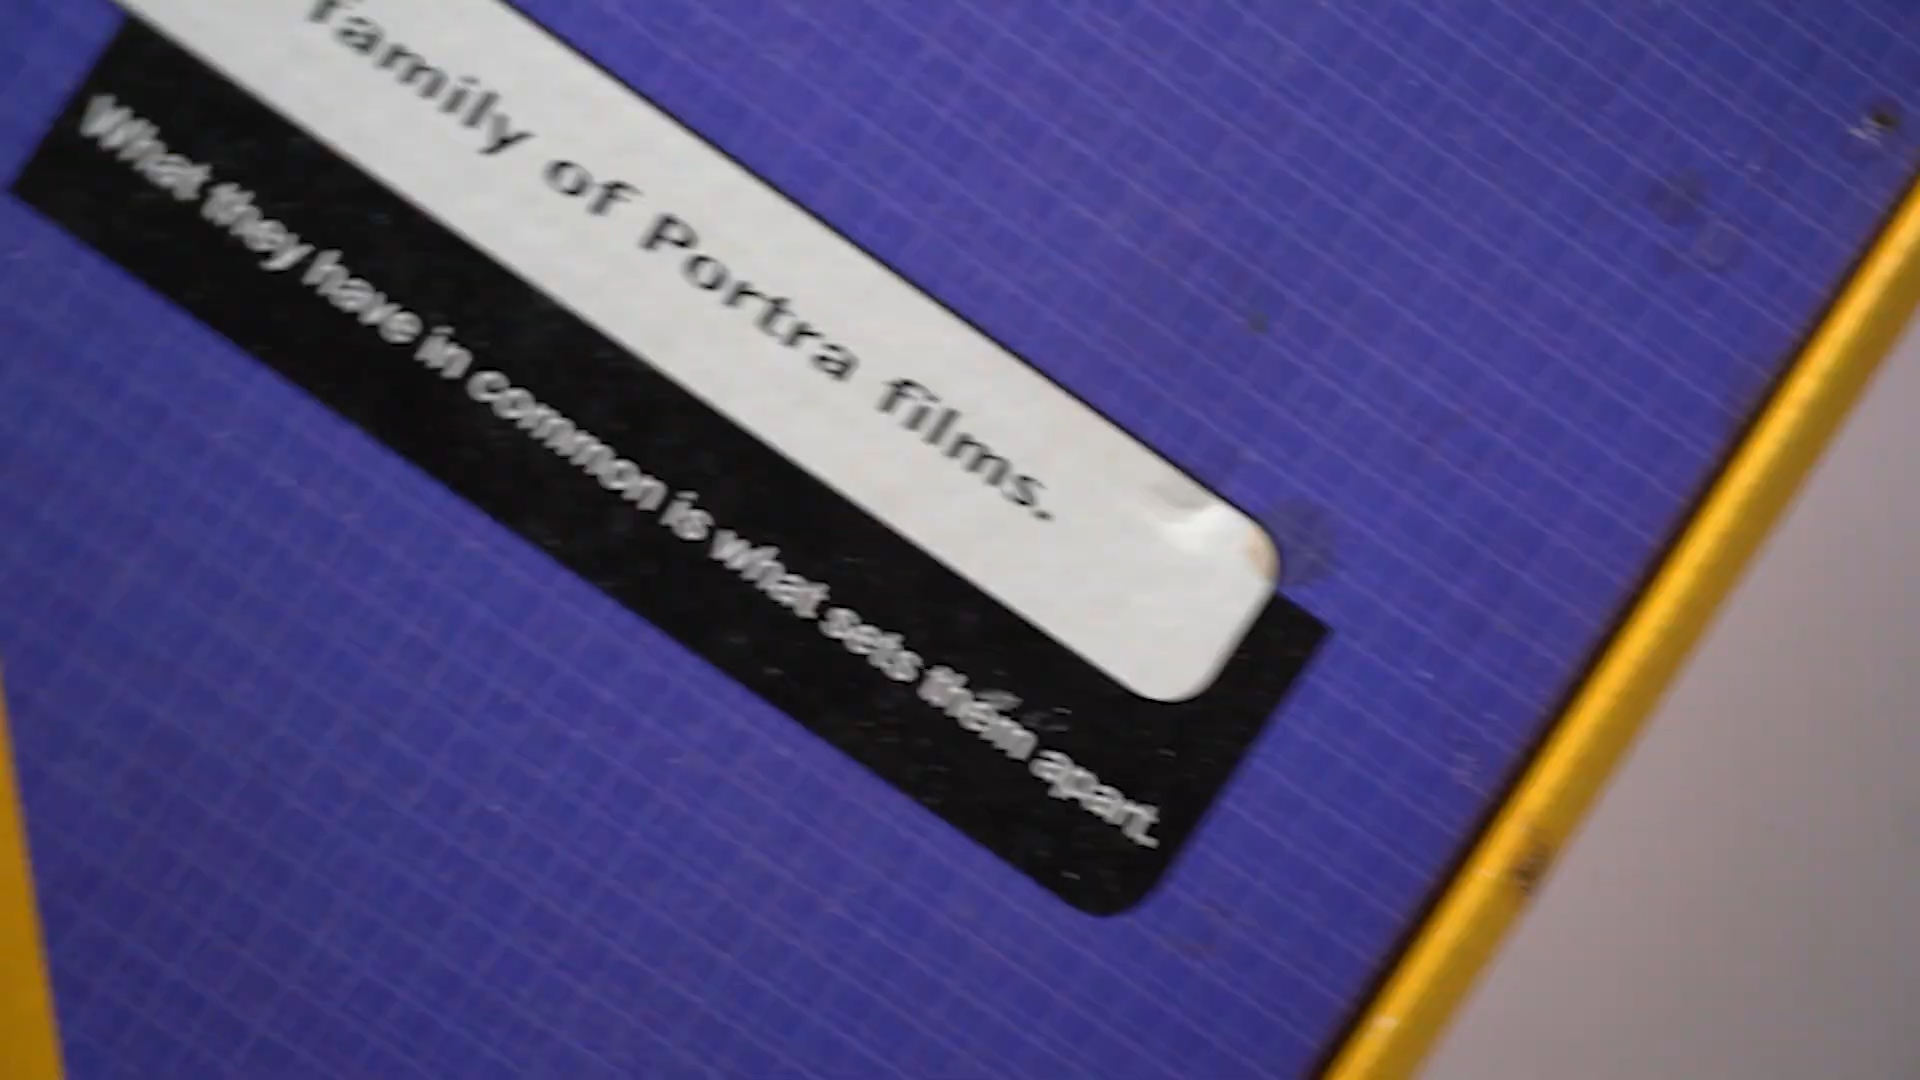 family of Portra films.
What they have in common is what sets them apart.